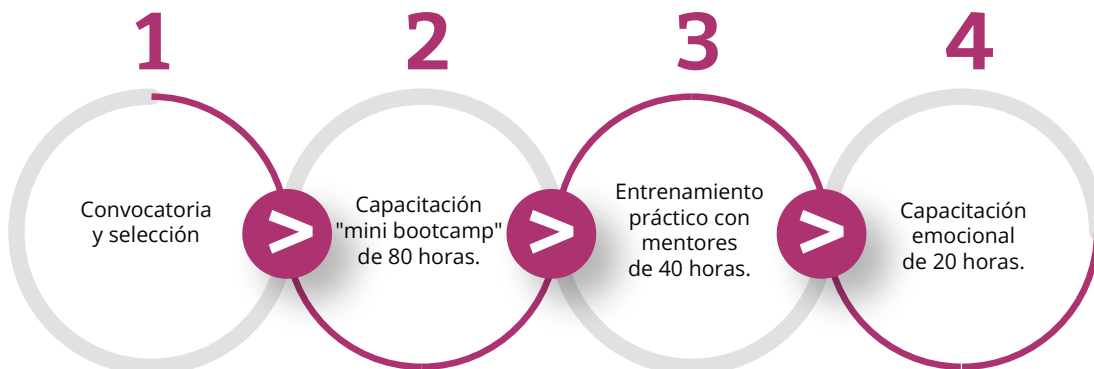 1
2
3
4
Convocatoria
y selección
>
Capacitación
"mini bootcamp"
de 80 horas.
>
Entrenamiento
práctico con
mentores
de 40 horas.
>
Capacitación
emocional
de 20 horas.